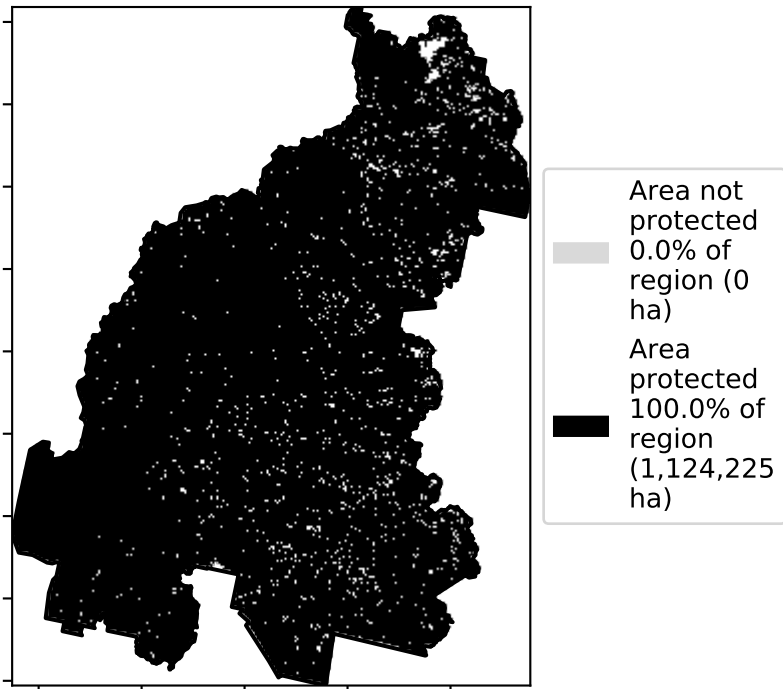 Area not
protected
0.0% of
region (0
ha)
Area
protected
100.0% of
region
(1,124,225
ha)